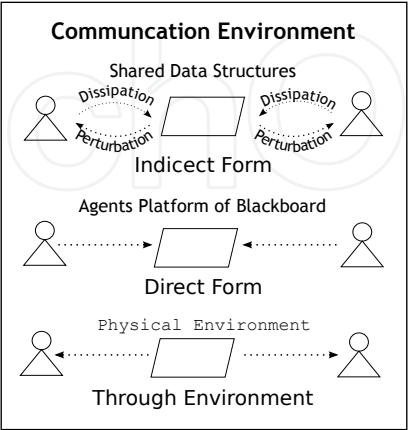 Communcation Environment
Shared Data Structures
Dissipation Dissipation
Perturbation Perturbation
Indicect Form
Agents Platform of Blackboard
Direct Form
Physical Environment
Through Environment